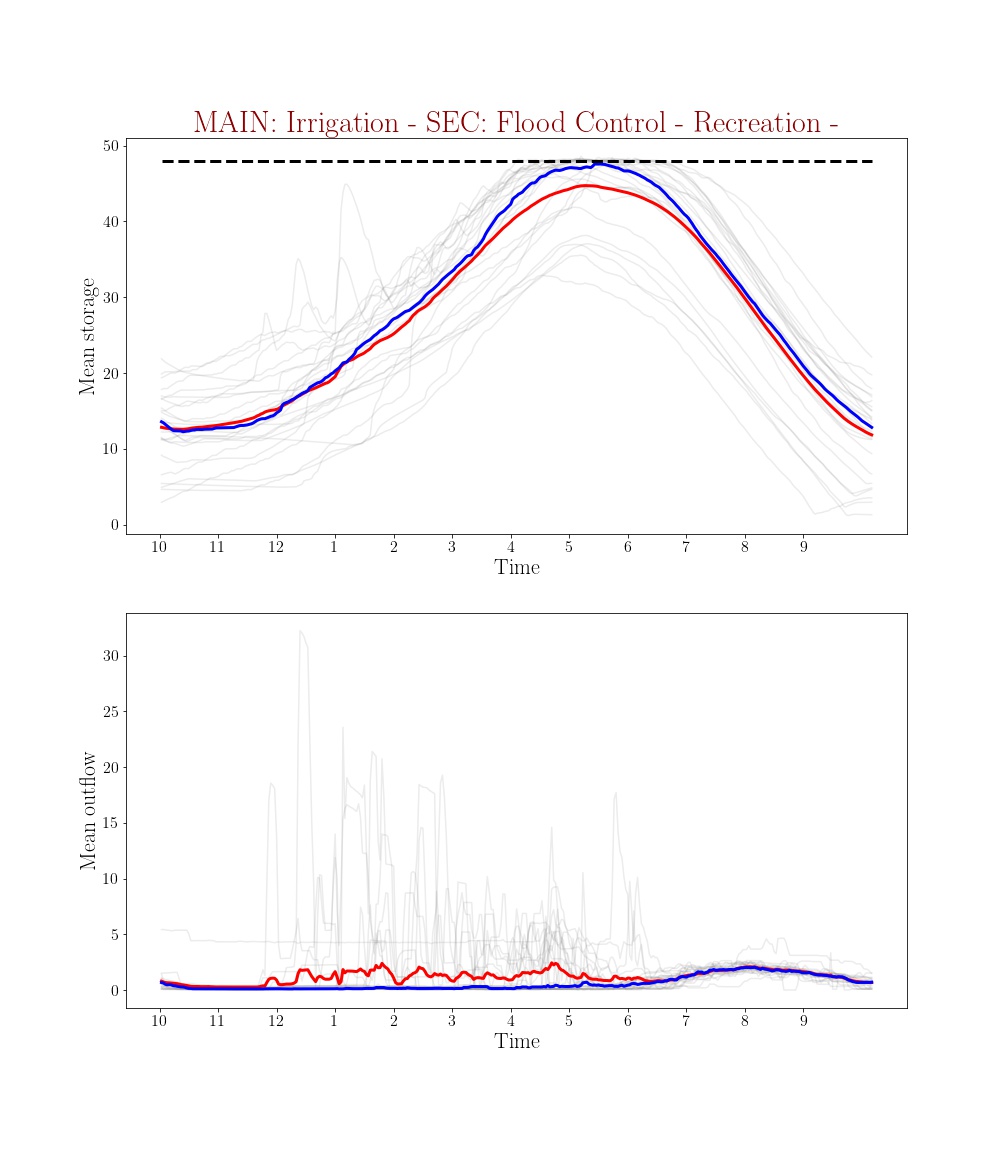 MAIN: Irrigation - SEC: Flood Control - Recreation -
50
40
30
20
10
0
Mean storage
10 11 12 1 2 3 4 5 6 7 8 9
Time
30
25
20
15
10
5
0
Mean outflow
10 11 12 1 2 3 4 5 6 7 8 9
Time